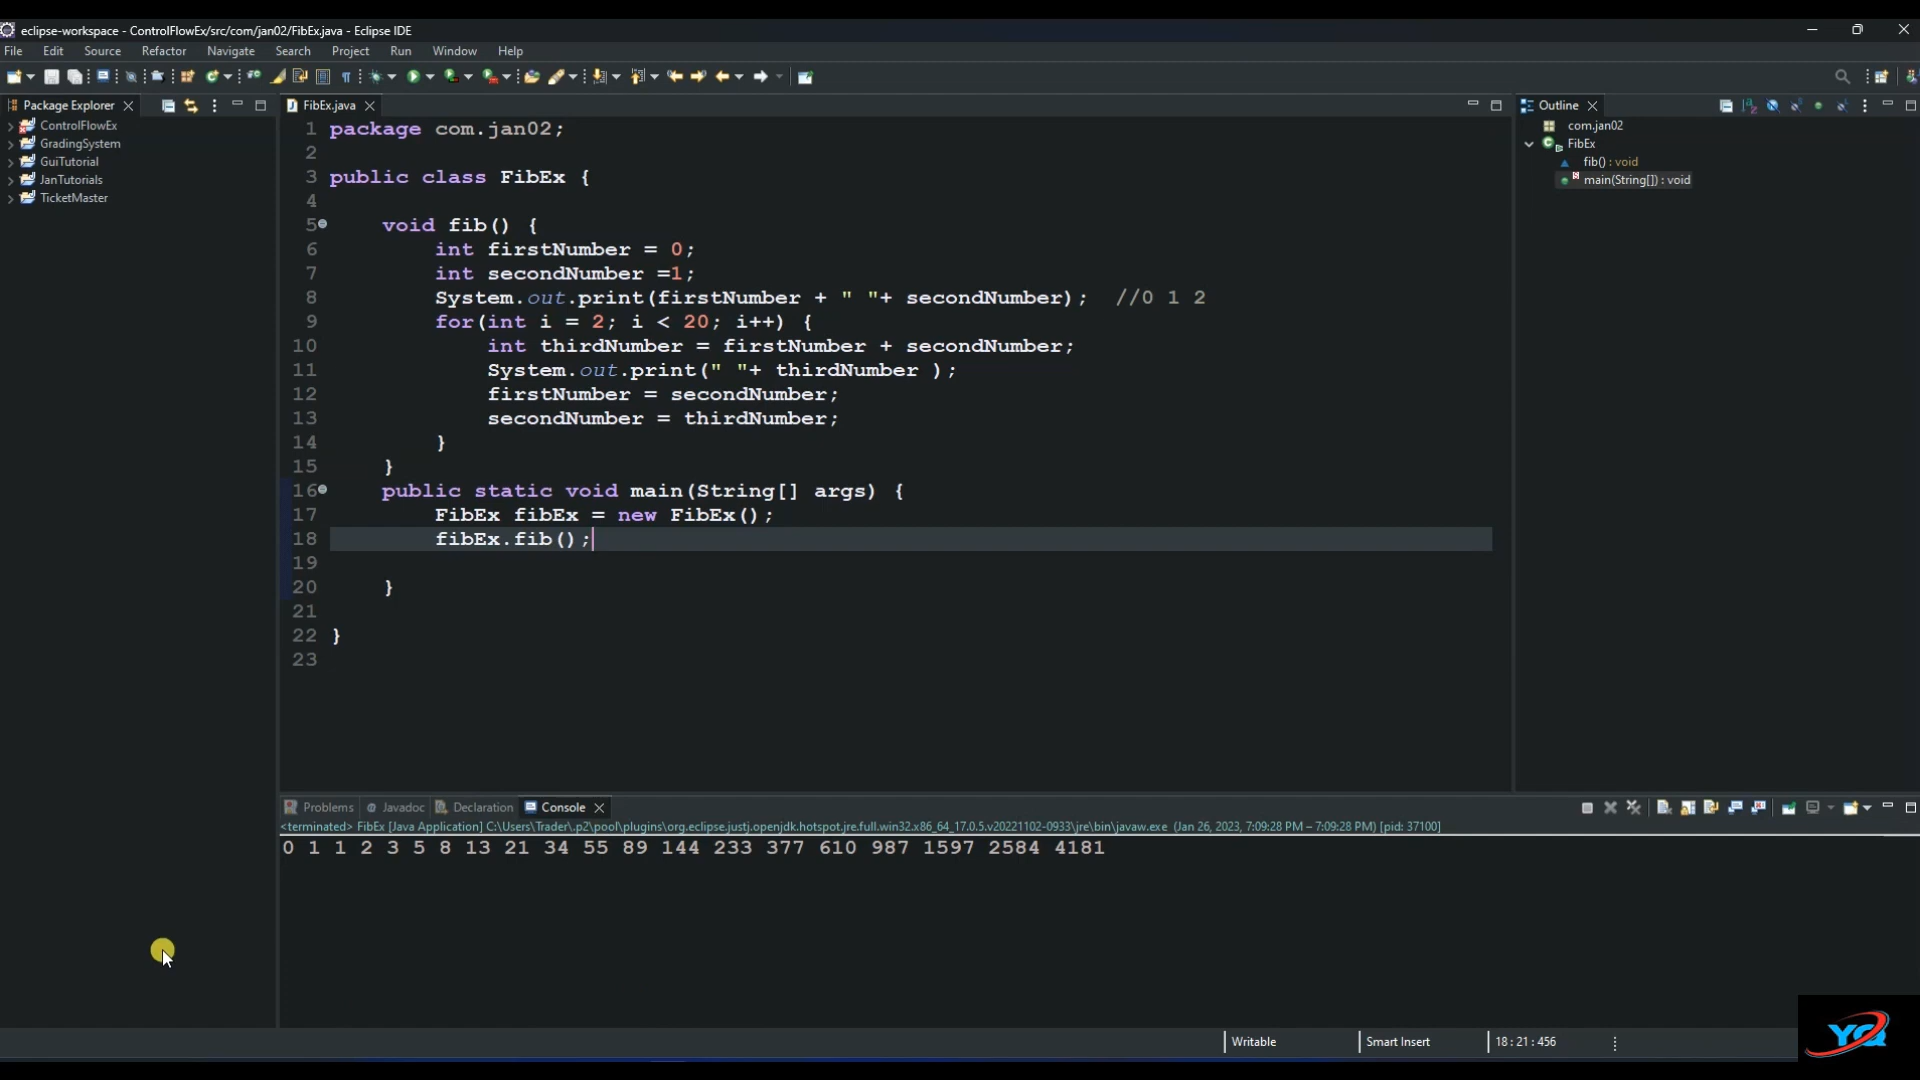 eclipse-workspace - ControlFlowEx/src/com/jan02/FibEx.java - Eclipse IDE
File Edit Source Refactor Navigate Search Project Run Window Help
Package Explorer
ControlFlowEx
GradingSystem
GuiTutorial
JanTutorials
TicketMaster
FibEx.java
1 package com.jan02;
2
3 public class FibEx {
4
5 void fib() {
6 int firstNumber = 0;
7 int secondNumber =1;
8 System.out.print(firstNumber + " "+ secondNumber); //0 1 2
9 for(int i = 2; i < 20; i++) {
10 int thirdNumber = firstNumber + secondNumber;
11 System.out.print(" "+ thirdNumber );
12 firstNumber = secondNumber;
13 secondNumber = thirdNumber;
14 }
15 }
16 public static void main(String[] args) {
17 FibEx fibEx = new FibEx();
18 fibEx.fib();
19
20 }
21
22 }
23
Outline
com.jan02
FibEx
fib() : void
main(String[]) : void
Problems Javadoc Declaration Console
<terminated> FibEx [Java Application] C:\Users\Trader\.p2\pool\plugins\org.eclipse.justj.openjdk.hotspot.jre.full.win32.x86_64_17.0.5.v20221102-0933\jre\bin\javaw.exe (Jan 26, 2023, 7:09:28 PM – 7:09:28 PM) [pid: 37100]
0 1 1 2 3 5 8 13 21 34 55 89 144 233 377 610 987 1597 2584 4181
Writable Smart Insert 18 : 21 : 456
YQ